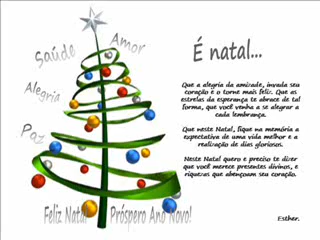 Saúde
Amor
Alegria
Paz
Feliz Natal Próspero Ano Novo!
É natal...
Que a alegria da amizade, invada seu
coração e o torne mais feliz. Que as
estrelas da esperança te abrace de tal
forma, que você venha a se alegrar a
cada lembrança.
Que neste Natal, fique na memória a
expectativa de uma vida melhor e a
realização de dias gloriosos.
Neste Natal quero e preciso te dizer
que você merece presentes divinos, e
riquezas que abençoam seu coração.
Esther.